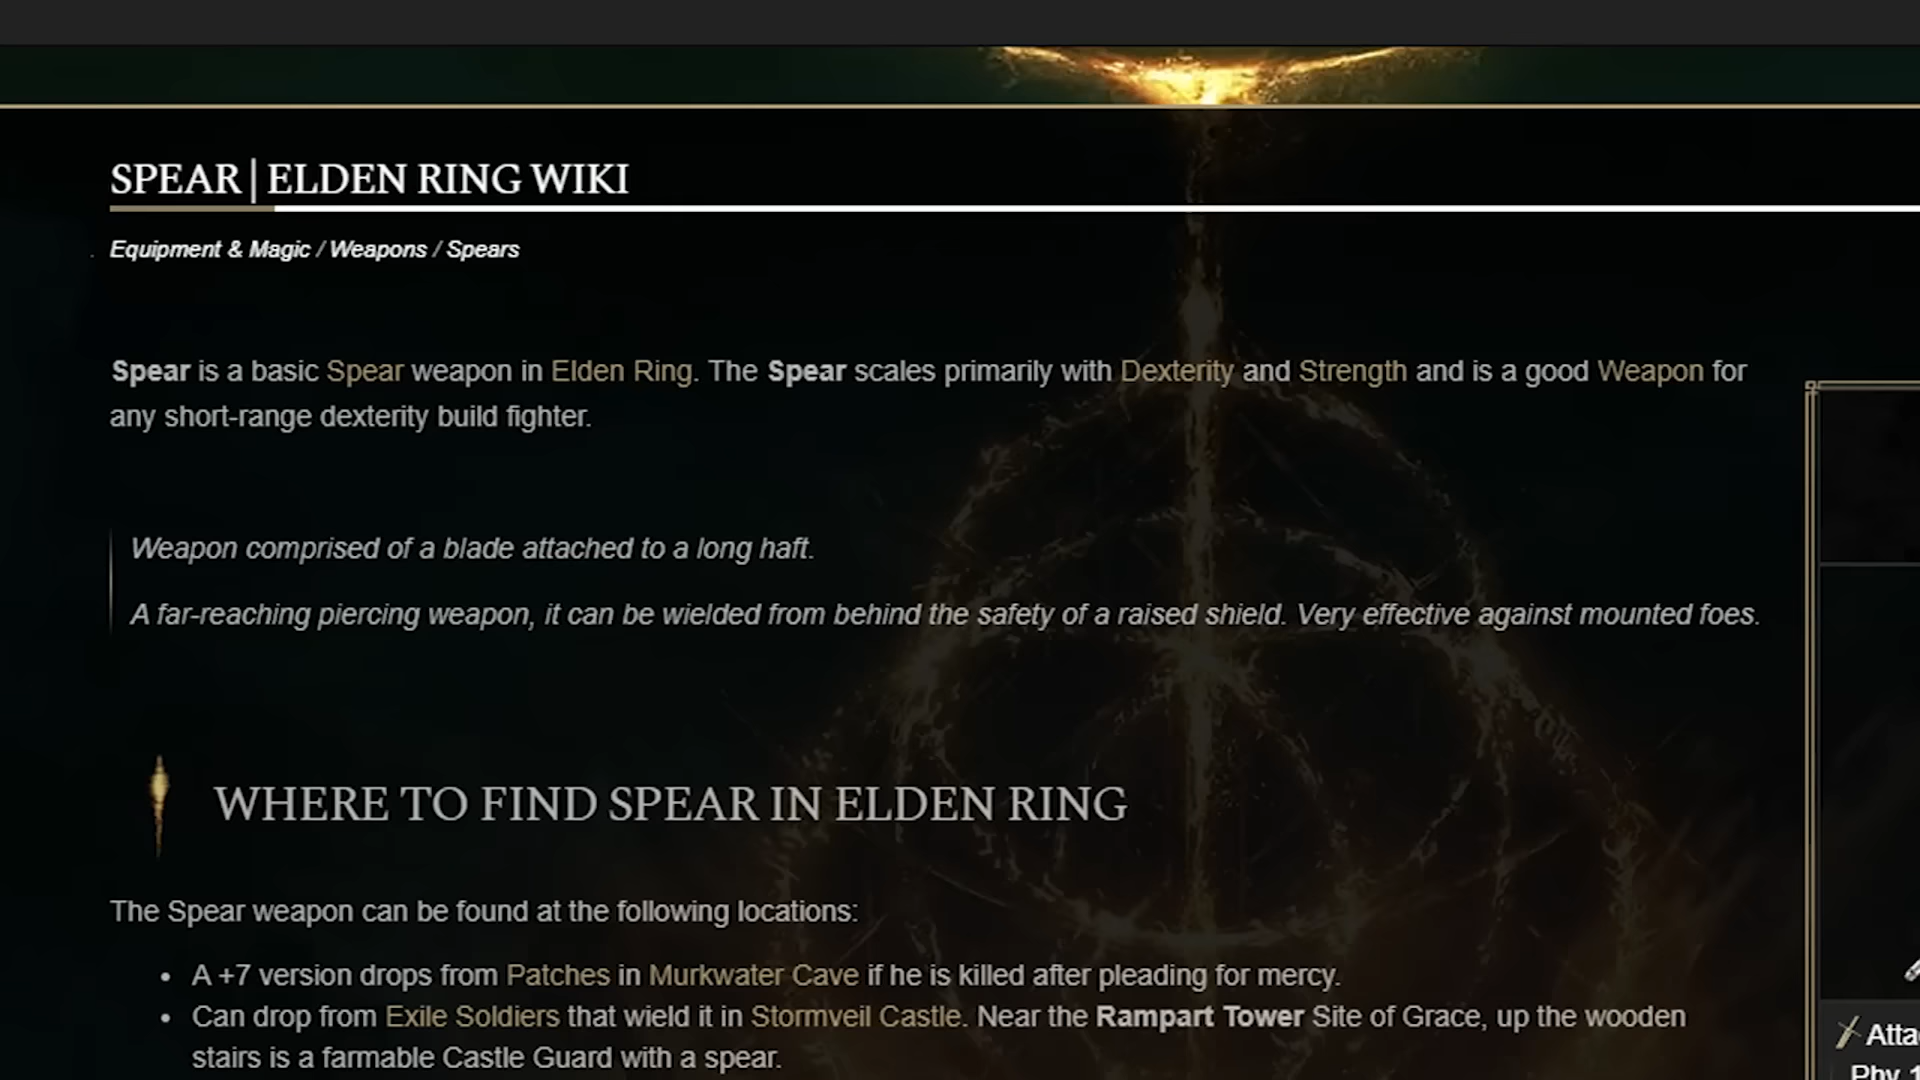 SPEAR | ELDEN RING WIKI
Equipment & Magic / Weapons / Spears
Spear is a basic Spear weapon in Elden Ring. The Spear scales primarily with Dexterity and Strength and is a good Weapon for
any short-range dexterity build fighter.
Weapon comprised of a blade attached to a long haft.
A far-reaching piercing weapon, it can be wielded from behind the safety of a raised shield. Very effective against mounted foes.
WHERE TO FIND SPEAR IN ELDEN RING
The Spear weapon can be found at the following locations:
• A +7 version drops from Patches in Murkwater Cave if he is killed after pleading for mercy.
• Can drop from Exile Soldiers that wield it in Stormveil Castle. Near the Rampart Tower Site of Grace, up the wooden
stairs is a farmable Castle Guard with a spear.
Atta
Phy 1